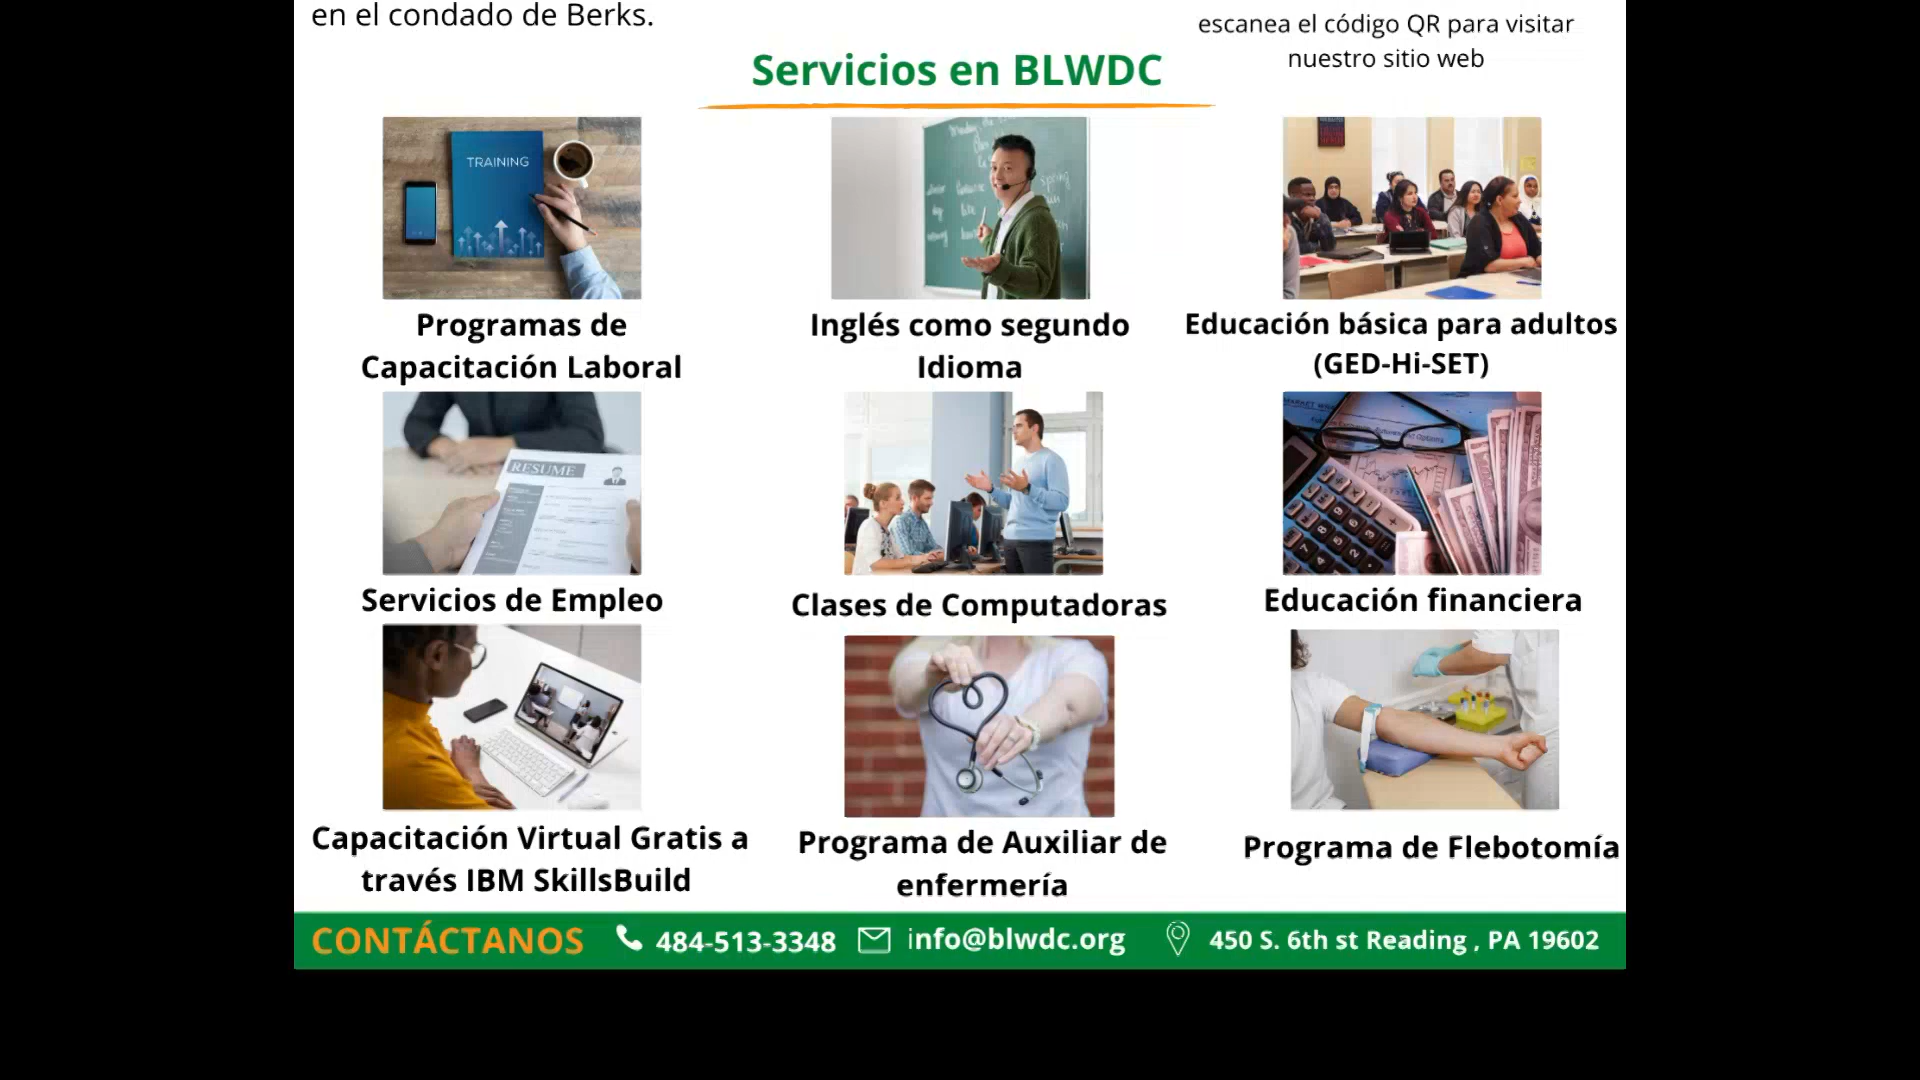 en el condado de Berks.
escanea el código QR para visitar
nuestro sitio web
Servicios en BLWDC
TRAINING
Programas de
Capacitación Laboral
Inglés como segundo
Idioma
Educación básica para adultos
(GED-Hi-SET)
RESUME
Servicios de Empleo
Clases de Computadoras
Educación financiera
Capacitación Virtual Gratis a
través IBM SkillsBuild
Programa de Auxiliar de
enfermería
Programa de Flebotomía
CONTÁCTANOS
484-513-3348
info@blwdc.org
450 S. 6th st Reading , PA 19602